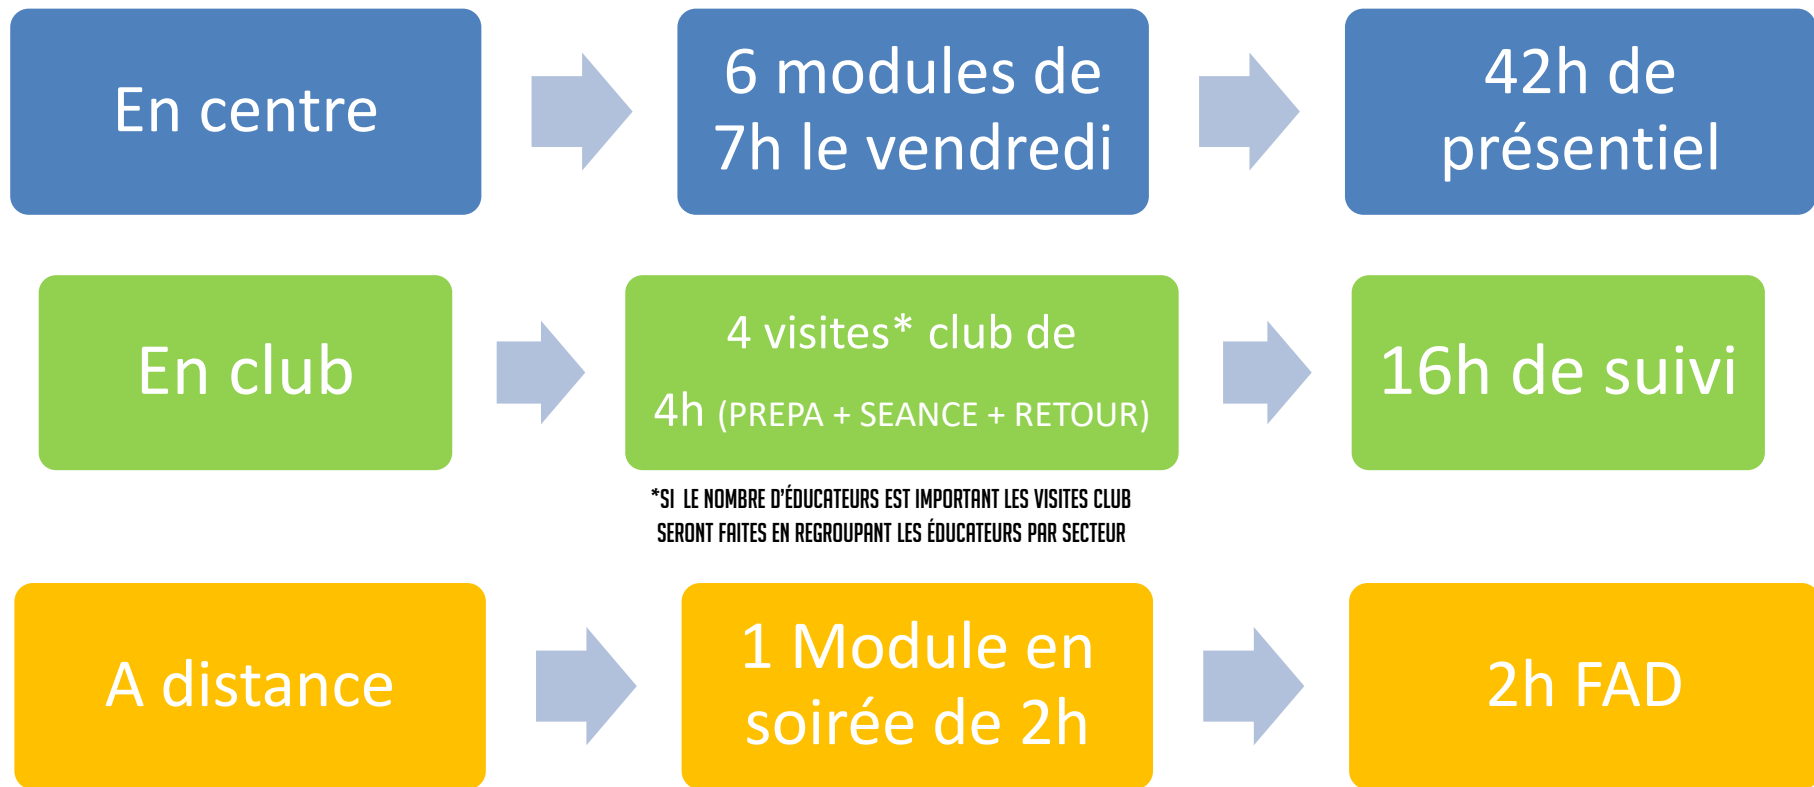 En centre
6 modules de
7h le vendredi
42h de
présentiel
En club
4 visites* club de
4h (PREPA + SEANCE + RETOUR)
16h de suivi
*SI LE NOMBRE D'ÉDUCATEURS EST IMPORTANT LES VISITES CLUB
SERONT FAITES EN REGROUPANT LES ÉDUCATEURS PAR SECTEUR
A distance
1 Module en
soirée de 2h
2h FAD